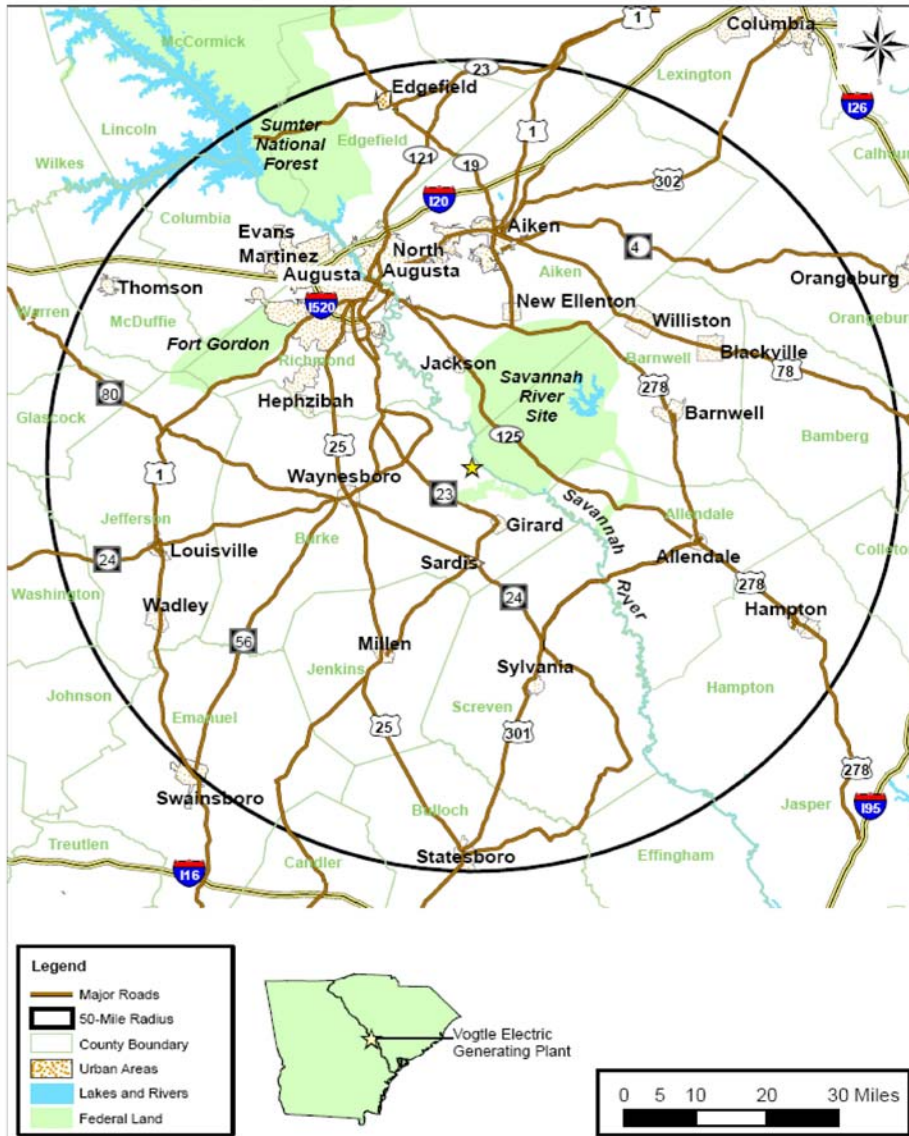 1
Columbia
McCormick
23
Lexington
Edgefield
I26
Lincoln
Sumter
National
Forest
Edgefield
1
Wilkes
121
19
Calhou
302
I20
Columbia
Evans
Martinez
North
Augusta
Aiken
4
Augusta
Aiken
Orangeburg
Thomson
I520
New Ellenton
Warren
McDuffie
Williston
Orangebur
Fort Gordon
Richmond
Jackson
Barnwell
Blackville
Savannah
River
Site
80
278
78
Hephzibah
Barnwell
Glascock
125
Bamberg
1
25
Waynesboro
23
Savannah
River
Jefferson
Girard
Allendale
Burke
24
Louisville
Sardis
Allendale
Colleto
Washington
24
278
Wadley
Hampton
56
Millen
Jenkins
Sylvania
Johnson
Hampton
Emanuel
Screven
25
301
278
Swainsboro
Jasper
I95
Bulloch
Treutlen
Statesboro
Effingham
Candler
I16
Legend
Major Roads
50-Mile Radius
County Boundary
Urban Areas
Lakes and Rivers
Federal Land
Vogtle Electric
Generating Plant
0 5 10 20 30 Miles